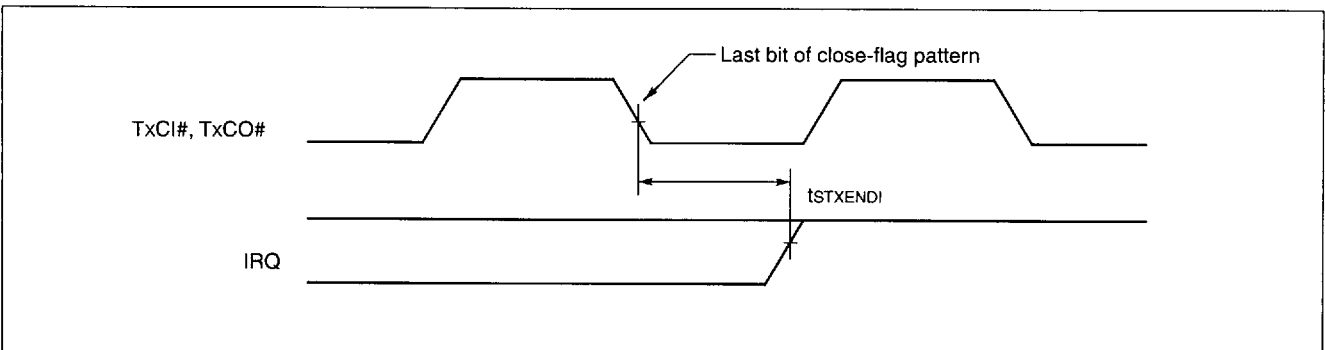 Last bit of close-flag pattern
TxCI#, TxCO#
tSTXENDI
IRQ